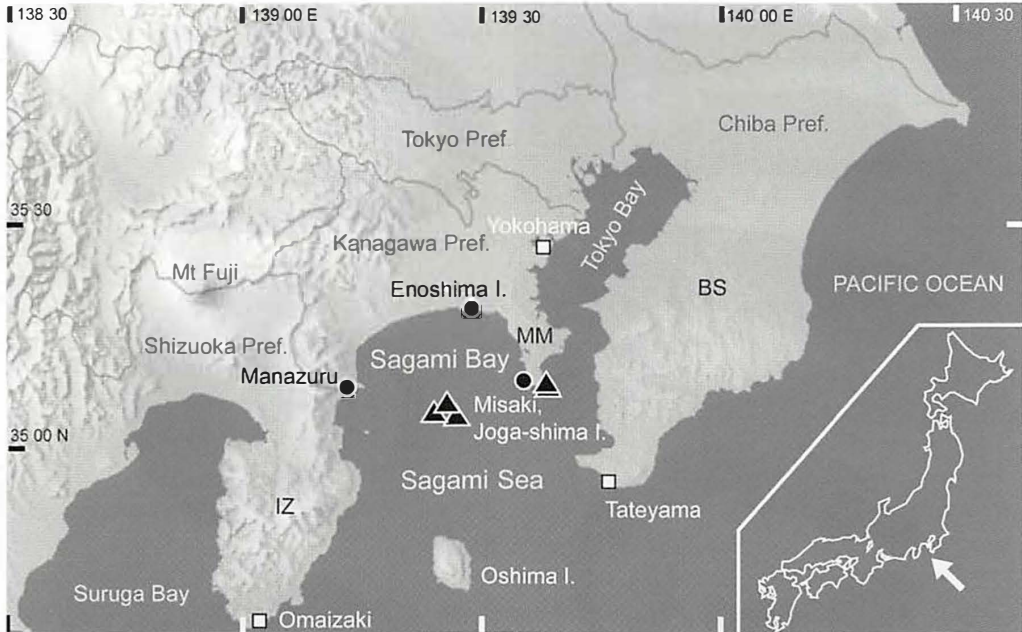 138 30
139 00 E
139 30
140 00 E
140 30
Tokyo Pref.
Chiba Pref.
35 30
Kanagawa Pref.
Yokohama
Tokyo Bay
Mt Fuji
Enoshima I.
BS
PACIFIC OCEAN
Shizuoka Pref.
MM
Sagami Bay
Manazuru
Misaki,
Joga-shima I.
35 00 N
Sagami Sea
IZ
Tateyama
Oshima I.
Suruga Bay
Omaizaki